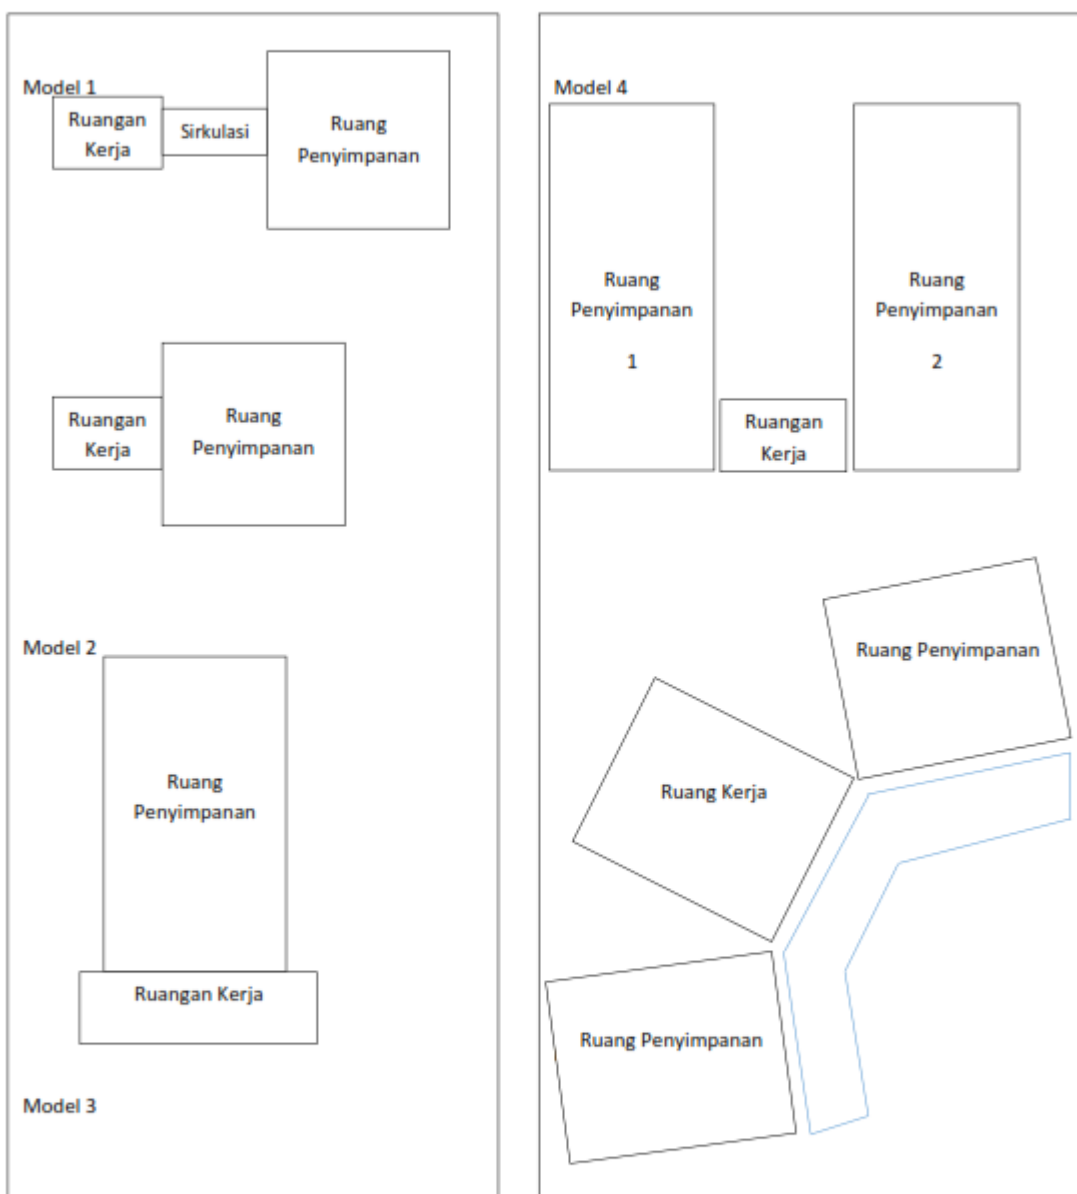 Model 1
Ruangan
Kerja
Sirkulasi
Ruang
Penyimpanan
Ruangan
Kerja
Ruang
Penyimpanan
Model 2
Ruang
Penyimpanan
Ruangan Kerja
Model 3
Model 4
Ruang
Penyimpanan
1
Ruang
Penyimpanan
2
Ruangan
Kerja
Ruang Penyimpanan
Ruang Kerja
Ruang Penyimpanan